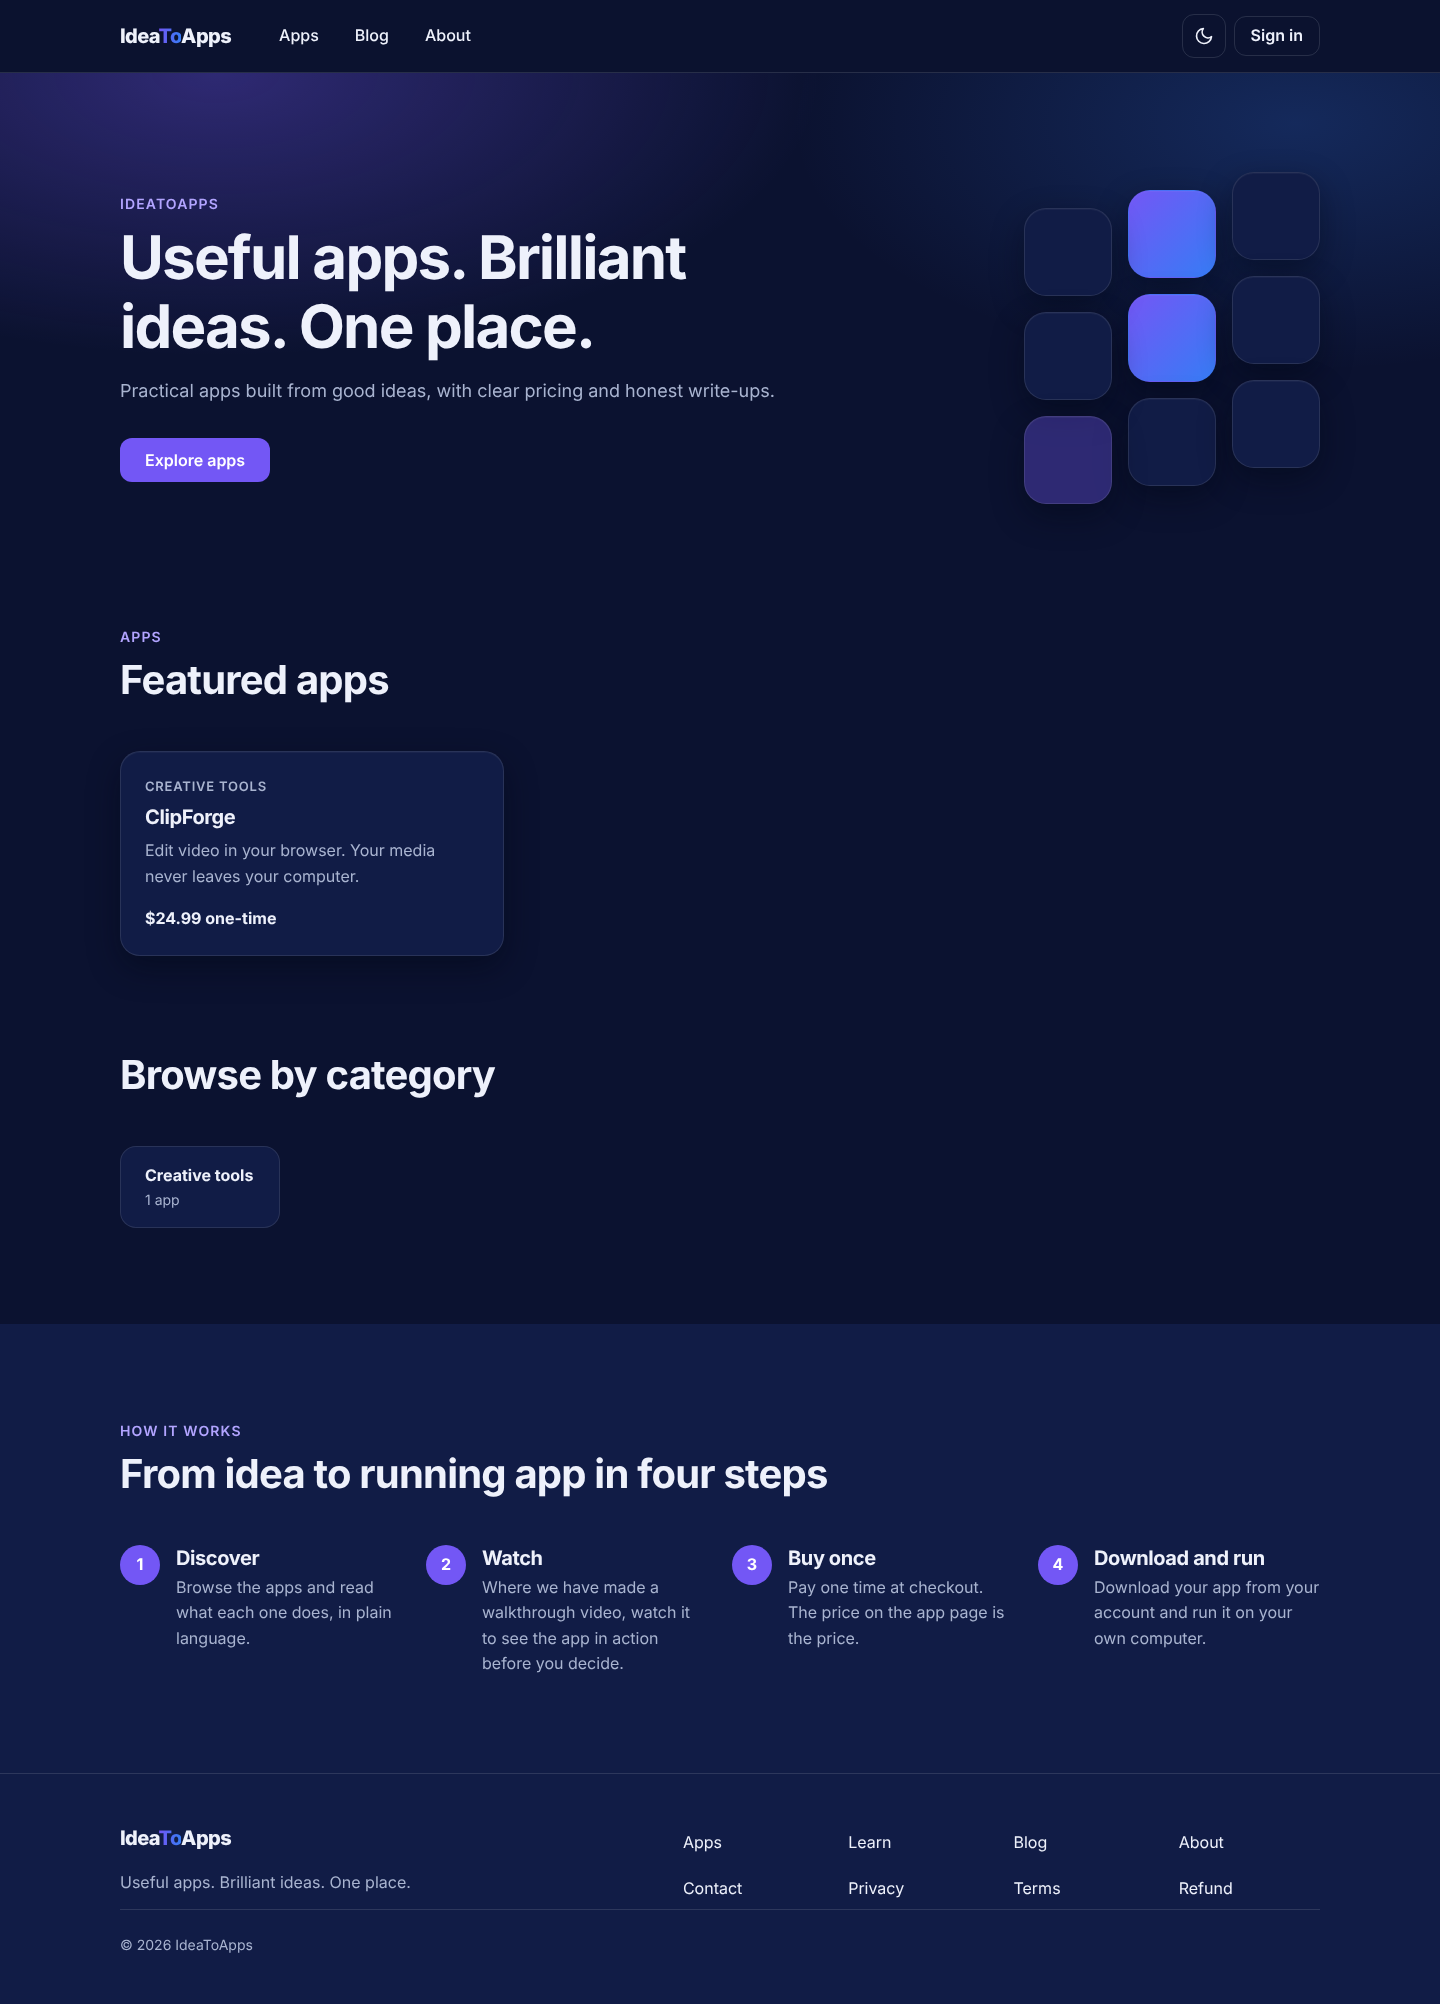 IdeaToApps
Apps
Blog
About
Sign in
IDEATOAPPS
Useful apps. Brilliant
ideas. One place.
Practical apps built from good ideas, with clear pricing and honest write-ups.
Explore apps
APPS
Featured apps
CREATIVE TOOLS
ClipForge
Edit video in your browser. Your media
never leaves your computer.
$24.99 one-time
Browse by category
Creative tools
1 app
HOW IT WORKS
From idea to running app in four steps
1
Discover
Browse the apps and read
what each one does, in plain
language.
2
Watch
Where we have made a
walkthrough video, watch it
to see the app in action
before you decide.
3
Buy once
Pay one time at checkout.
The price on the app page is
the price.
4
Download and run
Download your app from your
account and run it on your
own computer.
IdeaToApps
Useful apps. Brilliant ideas. One place.
Apps
Learn
Blog
About
Contact
Privacy
Terms
Refund
© 2026 IdeaToApps